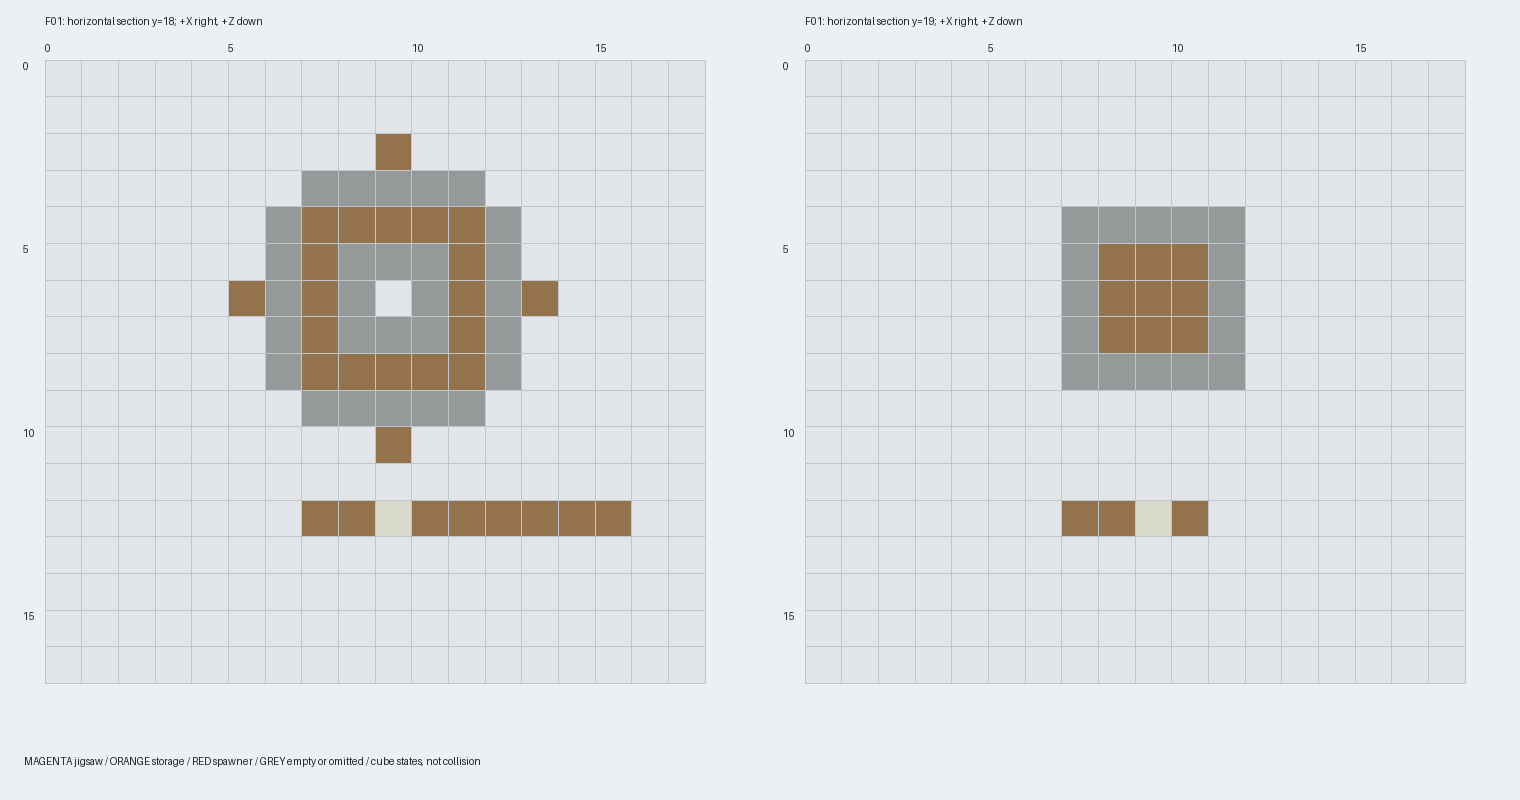 F01: horizontal section y=18; +X right, +Z down
F01: horizontal section y=19; +X right, +Z down
0 5 10 15
0 5 10 15
0
0
5
5
10
10
15
15
MAGENTA jigsaw / ORANGE storage / RED spawner / GREY empty or omitted / cube states, not collision